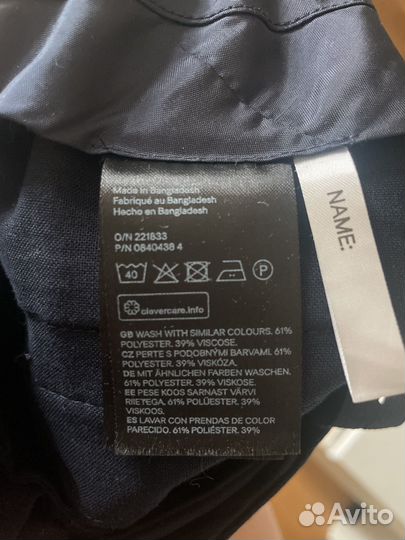 Made in Bangladesh
Fabriqué au Bangladesh
Hecho en Bangladesh
O/N 221833
P/N 0840438 4
40
P
clevercare.info
GB WASH WITH SIMILAR COLOURS. 61%
POLYESTER. 39% VISCOSE.
CZ PERTE S PODOBNÝMI BARVAMI. 61%
POLYESTER. 39% VISKÓZA.
DE MIT ÄHNLICHEN FARBEN WASCHEN.
61% POLYESTER. 39% VISKOSE.
EE PESE KOOS SARNAST VÄRVI
RIIETEGA. 61% POLÜESTER. 39%
VISKOOS.
ES LAVAR CON PRENDAS DE COLOR
PARECIDO. 61% POLIÉSTER. 39%
NAME:
Avito